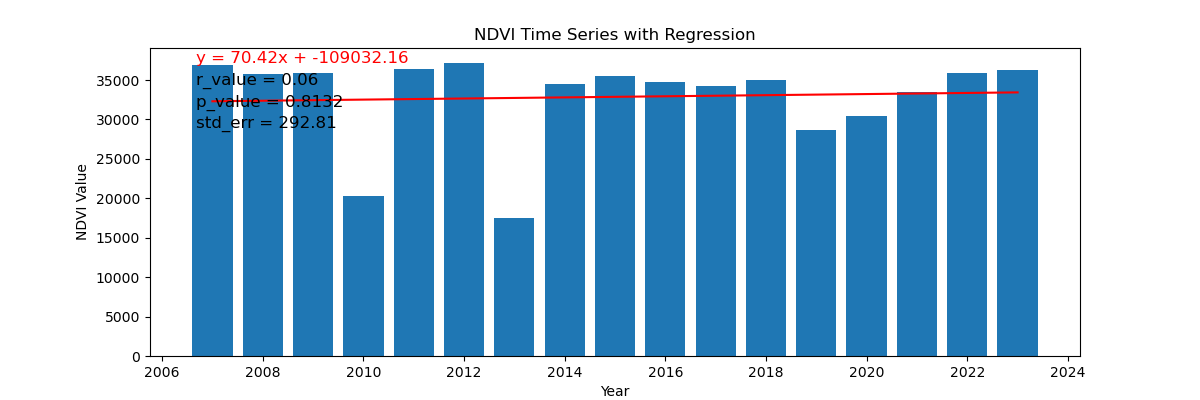 NDVI Time Series with Regression
y = 70.42x + -109032.16
r_value = 0.06
p_value = 0.8132
std_err = 292.81
NDVI Value
35000
30000
25000
20000
15000
10000
5000
0
2006 2008 2010 2012 2014 2016 2018 2020 2022 2024
Year